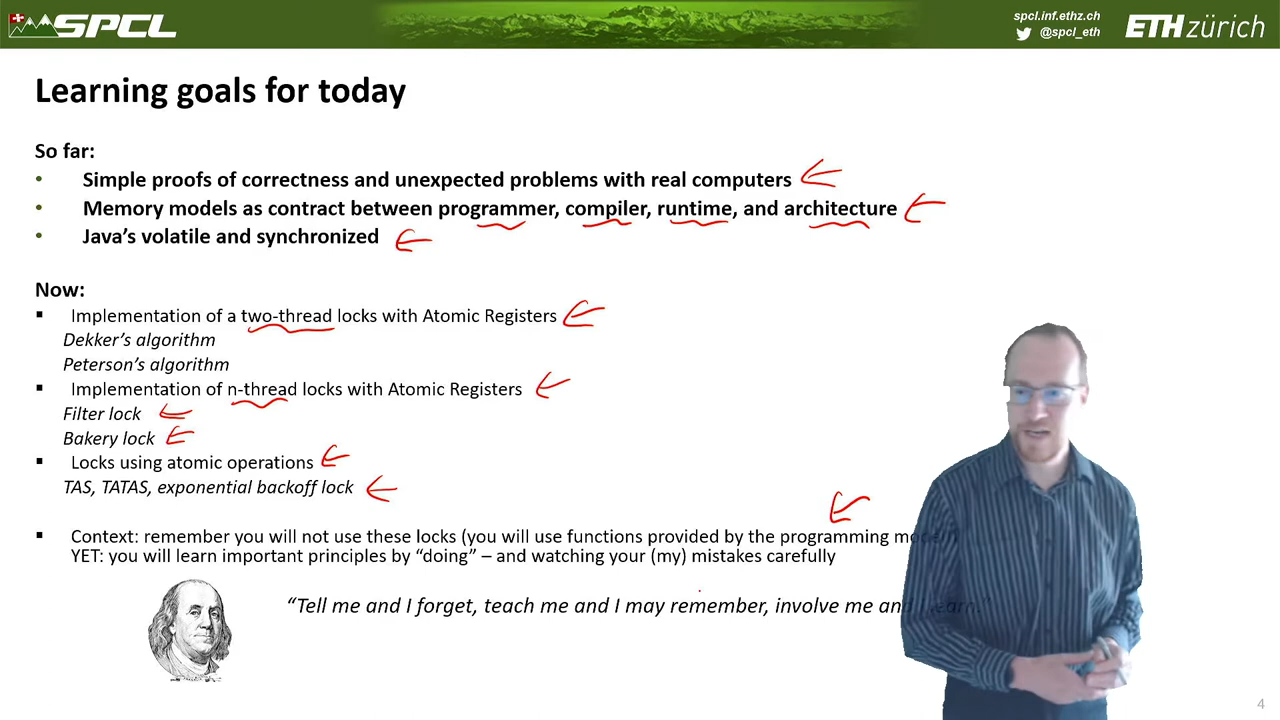 SPCL
spcl.inf.ethz.ch
@spcl_eth
ETH zürich
Learning goals for today
So far:
• Simple proofs of correctness and unexpected problems with real computers
• Memory models as contract between programmer, compiler, runtime, and architecture
• Java's volatile and synchronized
Now:
▪ Implementation of a two-thread locks with Atomic Registers
Dekker's algorithm
Peterson's algorithm
▪ Implementation of n-thread locks with Atomic Registers
Filter lock
Bakery lock
▪ Locks using atomic operations
TAS, TATAS, exponential backoff lock
▪ Context: remember you will not use these locks (you will use functions provided by the programming model)
YET: you will learn important principles by “doing” – and watching your (my) mistakes carefully
“Tell me and I forget, teach me and I may remember, involve me and I learn.”
4